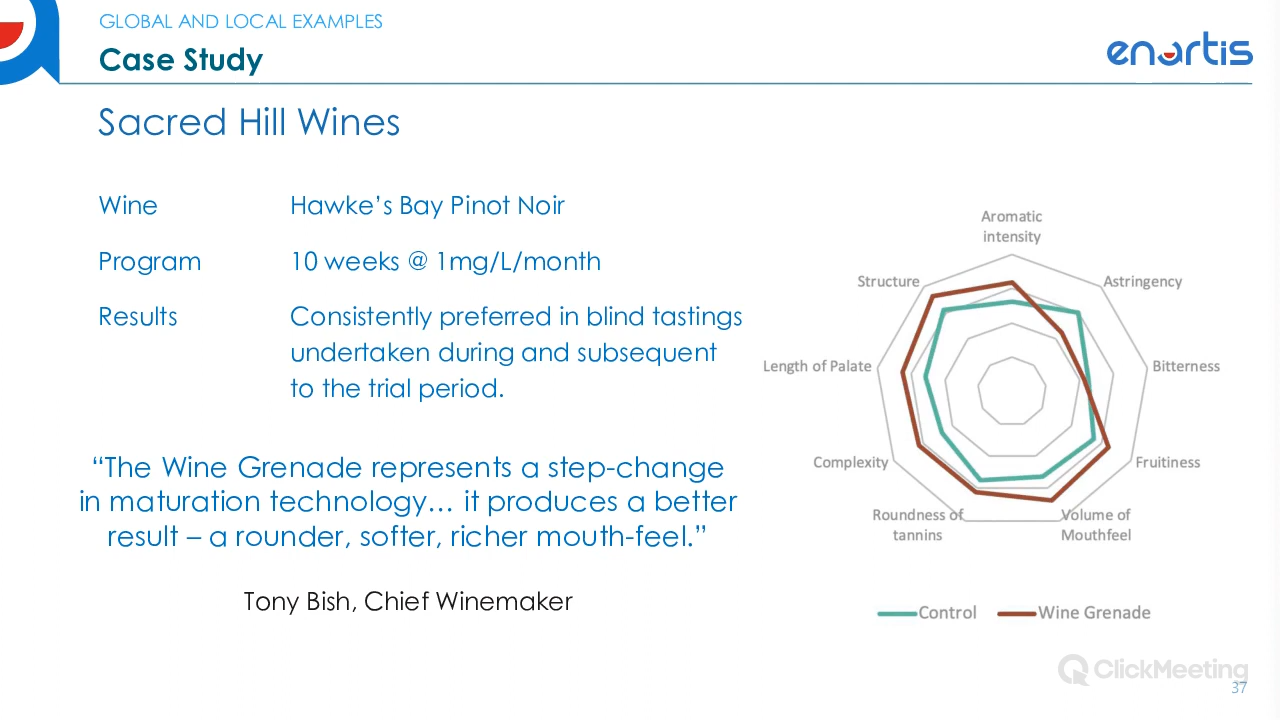 GLOBAL AND LOCAL EXAMPLES
Case Study
enartis
Sacred Hill Wines
Wine Hawke’s Bay Pinot Noir
Program 10 weeks @ 1mg/L/month
Results Consistently preferred in blind tastings
undertaken during and subsequent
to the trial period.
“The Wine Grenade represents a step-change
in maturation technology… it produces a better
result – a rounder, softer, richer mouth-feel.”
Tony Bish, Chief Winemaker
Aromatic
intensity
Structure
Astringency
Length of Palate
Bitterness
Complexity
Fruitiness
Roundness of
tannins
Volume of
Mouthfeel
Control
Wine Grenade
ClickMeeting
37